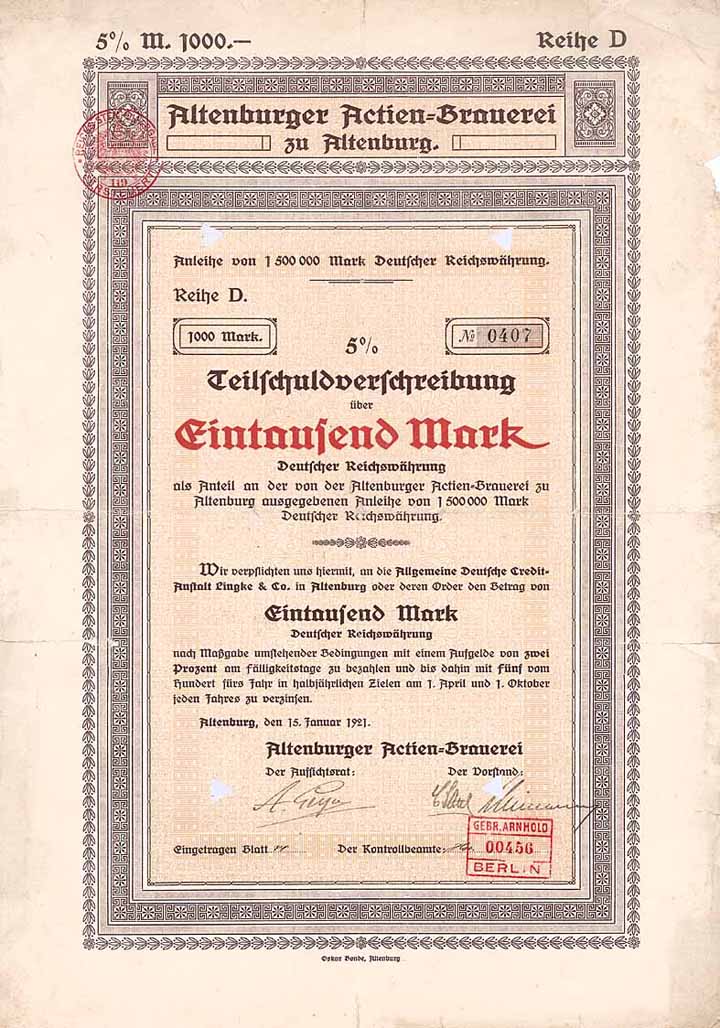 5% M. 1000.—
Reihe D
Altenburger Actien-Brauerei
zu Altenburg.
Anleihe von 1 500 000 Mark Deutscher Reichswährung.
Reihe D.
1000 Mark.
№ 0407
5%
Teilschuldverschreibung
über
Eintausend Mark
Deutscher Reichswährung
als Anteil an der von der Altenburger Actien-Brauerei zu
Altenburg ausgegebenen Anleihe von 1 500 000 Mark
Deutscher Reichswährung.
Wir verpflichten uns hiermit, an die Allgemeine Deutsche Credit-
Anstalt Lingke & Co. in Altenburg oder deren Order den Betrag von
Eintausend Mark
Deutscher Reichswährung
nach Maßgabe umstehender Bedingungen mit einem Aufgelde von zwei
Prozent am Fälligkeitstage zu bezahlen und bis dahin mit fünf vom
Hundert fürs Jahr in halbjährlichen Zielen am 1. April und 1. Oktober
jeden Jahres zu verzinsen.
Altenburg, den 15. Januar 1921.
Altenburger Actien-Brauerei
Der Aufsichtsrat:
Der Vorstand:
GEBR. ARNHOLD
00456
BERLIN
Eingetragen Blatt
Der Kontrollbeamte:
Oskar Bonde, Altenburg